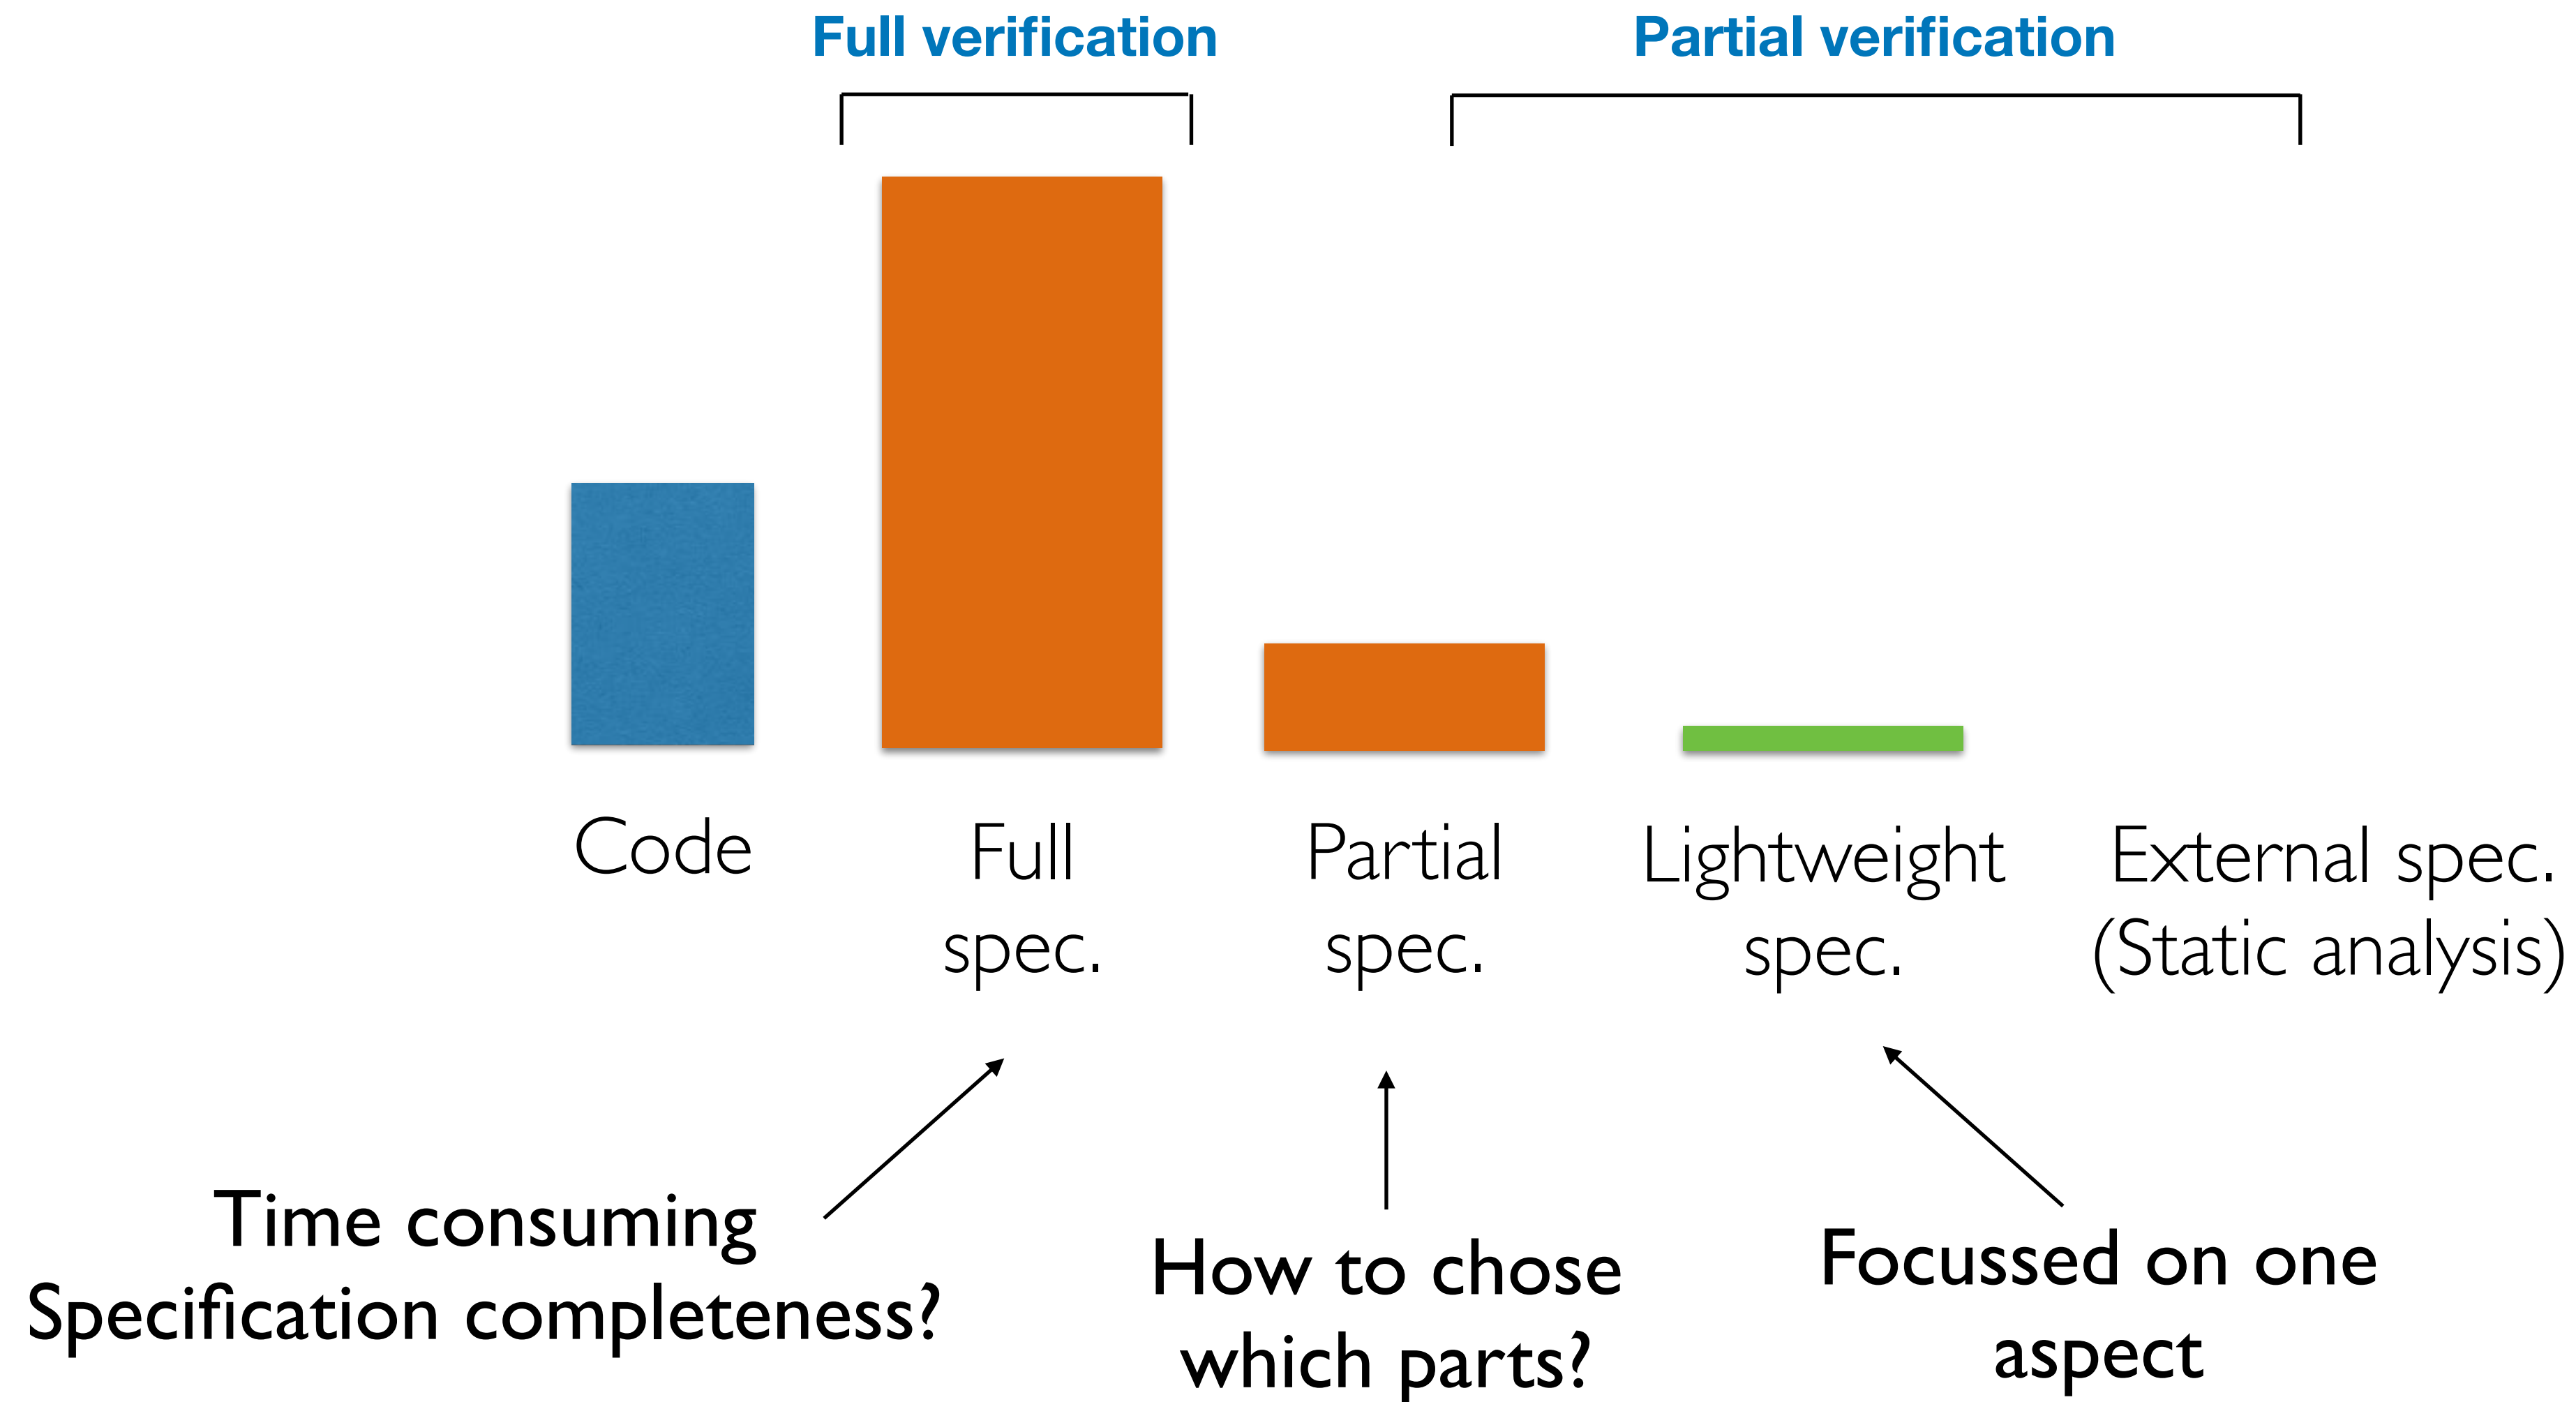 Full verification
Partial verification
Code
Full
spec.
Partial
spec.
Lightweight
spec.
External spec.
(Static analysis)
Time consuming
Specification completeness?
How to chose
which parts?
Focussed on one
aspect